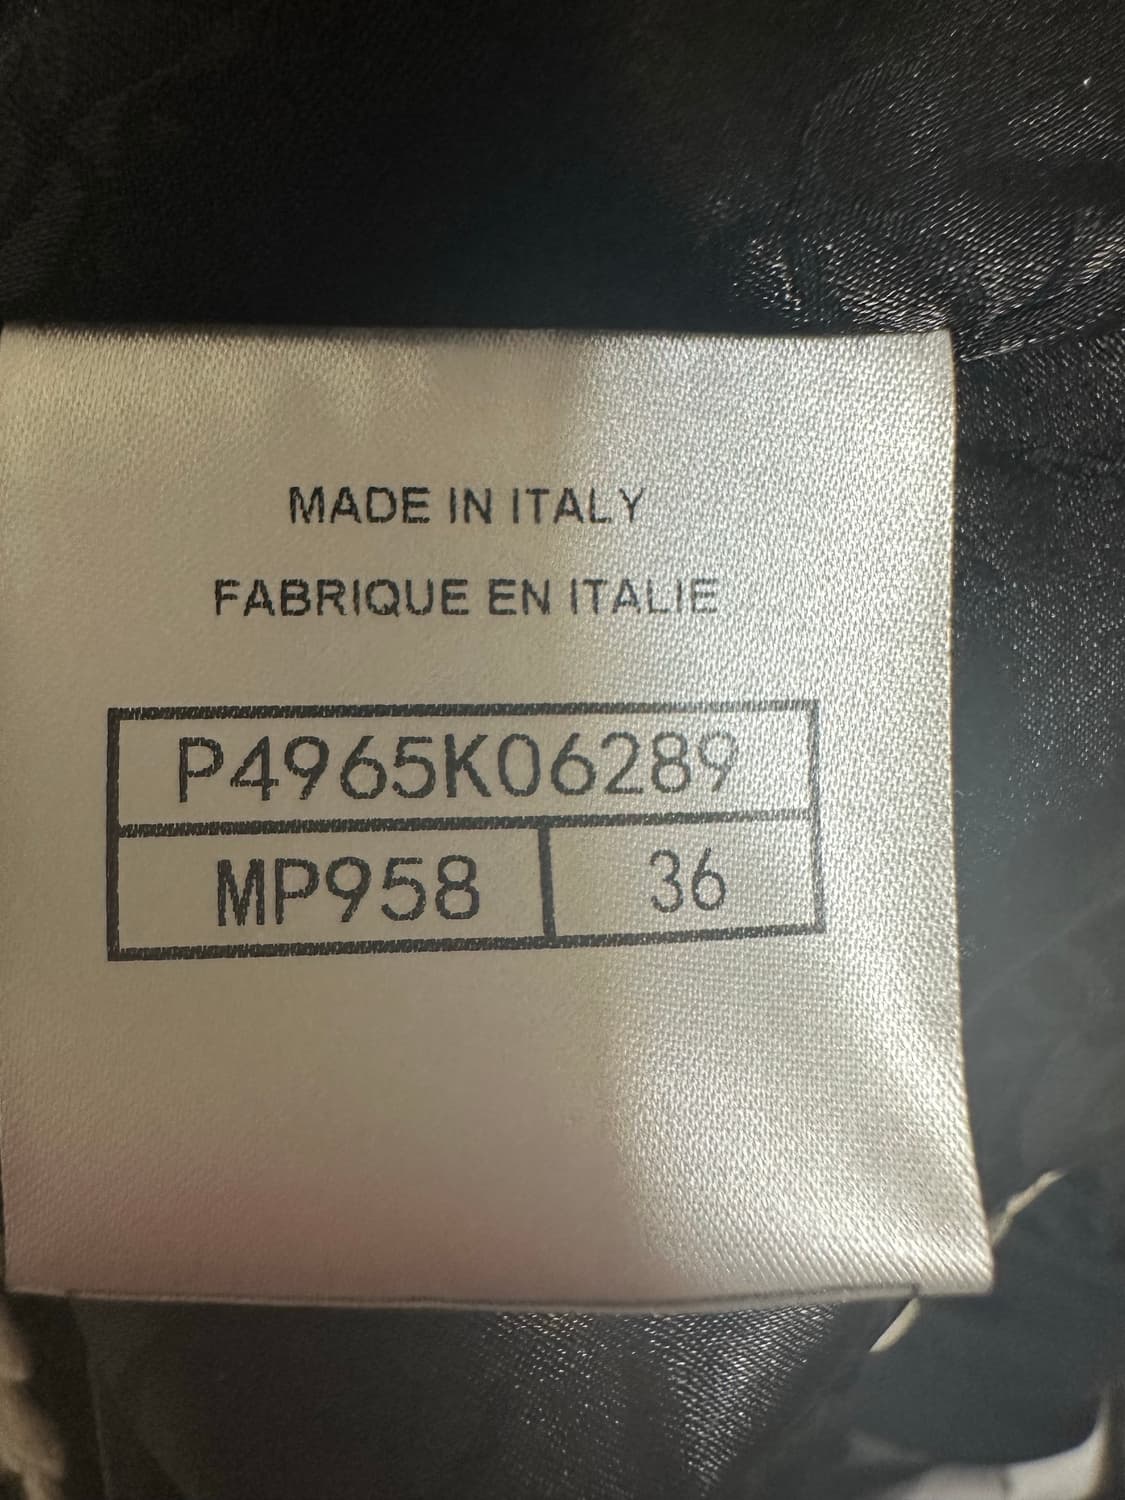 MADE IN ITALY
FABRIQUE EN ITALIE
P4965K06289
MP958 36